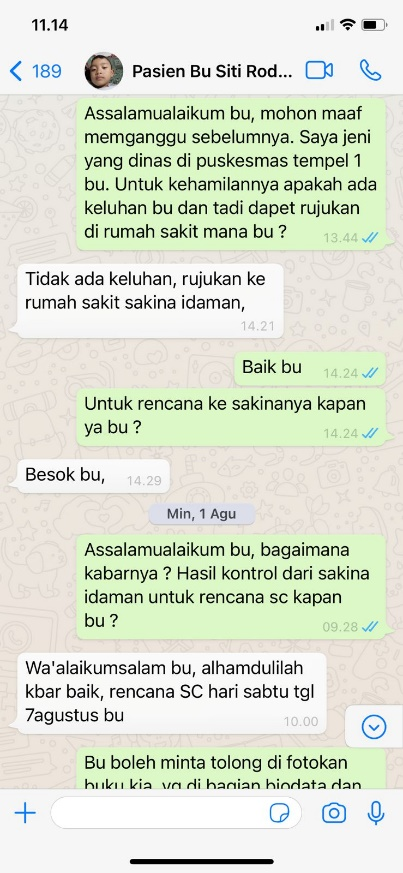 11.14
189
Pasien Bu Siti Rod...
Assalamualaikum bu, mohon maaf
memganggu sebelumnya. Saya jeni
yang dinas di puskesmas tempel 1
bu. Untuk kehamilannya apakah ada
keluhan bu dan tadi dapet rujukan
di rumah sakit mana bu ?
13.44
Tidak ada keluhan, rujukan ke
rumah sakit sakina idaman,
14.21
Baik bu
14.24
Untuk rencana ke sakinanya kapan
ya bu ?
14.24
Besok bu,
14.29
Min, 1 Agu
Assalamualaikum bu, bagaimana
kabarnya ? Hasil kontrol dari sakina
idaman untuk rencana sc kapan
bu ?
09.28
Wa'alaikumsalam bu, alhamdulilah
kbar baik, rencana SC hari sabtu tgl
7agustus bu
10.00
Bu boleh minta tolong di fotokan
buku kia, yg di bagian biodata dan